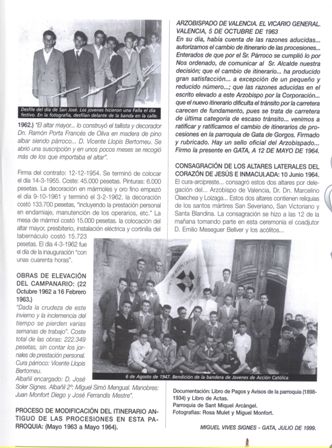 Desfile del día de San José. Los jóvenes hicieron una Falla el día
festivo. En la fotografía, desfilan delante de la banda en la calle.
1962.) "El altar mayor... lo construyó el tallista y decorador
Dn. Ramón Porta Francés de Oliva en madera de pino
albar siendo párroco... D. Vicente Llopis Bertomeu. Se
abrió una suscripción y en unos pocos meses se recogió
más de los que importaba el altar".
Firma del contrato: 12-12-1954. Se terminó de colocar
el 14-3-1955. Coste: 45.000 pesetas. Pinturas: 6.000
pesetas. La decoración en mármoles y oro fino empezó
el 9-10-1961 y terminó el 3-2-1962, la decoración
costó 133.700 pesetas, "incluyendo la prestación personal
en andamiaje, manutención de los operarios, etc." La
mesa de mármol costó 15.000 pesetas. la colocación del
altar mayor, presbiterio, instalación eléctrica y cortinilla del
tabernáculo costó 15.723
pesetas. El día 4-3-1962 fue
el día de la inauguración "con
unas cuarenta horas".
OBRAS DE ELEVACIÓN
DEL CAMPANARIO: (22
Octubre 1962 a 16 Febrero
1963.)
"Dada la crudeza de este
invierno y la inclemencia del
tiempo se pierden varias
semanas de trabajo". Coste
total de las obras: 222.349
pesetas, sin contar los jor-
nales de prestación personal.
Cura párroco: Vicente Llopis
Bertomeu.
Albañil encargado: D. José
Soler Signes. Albañil 2º: Miguel Simó Mengual. Manobres:
Juan Monfort Diego y José Ferrandis Mestre".
PROCESO DE MODIFICACIÓN DEL ITINERARIO AN-
TIGUO DE LAS PROCESIONES EN ESTA PA-
RROQUIA: (Mayo 1963 a Mayo 1964).
ARZOBISPADO DE VALENCIA. EL VICARIO GENERAL.
VALENCIA, 5 DE OCTUBRE DE 1963
En su día, habida cuenta de las razones aducidas...
autorizamos el cambio de itinerario de las procesiones...
Enterados de que por el Sr. Párroco se cumplió lo por
Nos ordenado, de comunicar al Sr. Alcalde nuestra
decisión; que el cambio de itinerario... ha producido
gran satisfacción... a excepción de un pequeño y
reducido número..., que las razones aducidas en el
escrito elevado a este Arzobispo por la Corporación...
que el nuevo itinerario dificulta el tránsito por la carretera
carecen de fundamento, pues se trata de carretera
de última categoría de escaso tránsito... venimos a
ratificar y ratificamos el cambio de itinerarios de pro-
cesiones en la parroquia de Gata de Gorgos. Firmado
y rubricado. Hay un sello oficial del Arzobispado...
Firmo la presente en GATA, A 12 DE MAYO DE 1964.
CONSAGRACIÓN DE LOS ALTARES LATERALES DEL
CORAZÓN DE JESÚS E INMACULADA: 10 Junio 1964.
El cura-arcipreste... consagró estos dos altares por dele-
gación del... Arzobispo de Valencia, Dr. Dn. Marcelino
Olaechea y Loizaga... Estos dos altares contienen reliquias
de los santos mártires San Severiano, San Victoriano y
Santa Blandina. La consagración se hizo a las 12 de la
mañana tomando parte en esta ceremonia el coadjutor
D. Emilio Meseguer Bellver y los acólitos...
6 de Agosto de 1947. Bendición de la bandera de Jóvenes de Acción Católica
Documentación: Libro de Pagos y Avisos de la parroquia (1898-
1934) y Libro de Actas.
Parroquia de Sant Miquel Arcàngel.
Fotografías: Rosa Mulet y Miguel Monfort.
MIGUEL VIVES SIGNES - GATA, JULIO DE 1999.